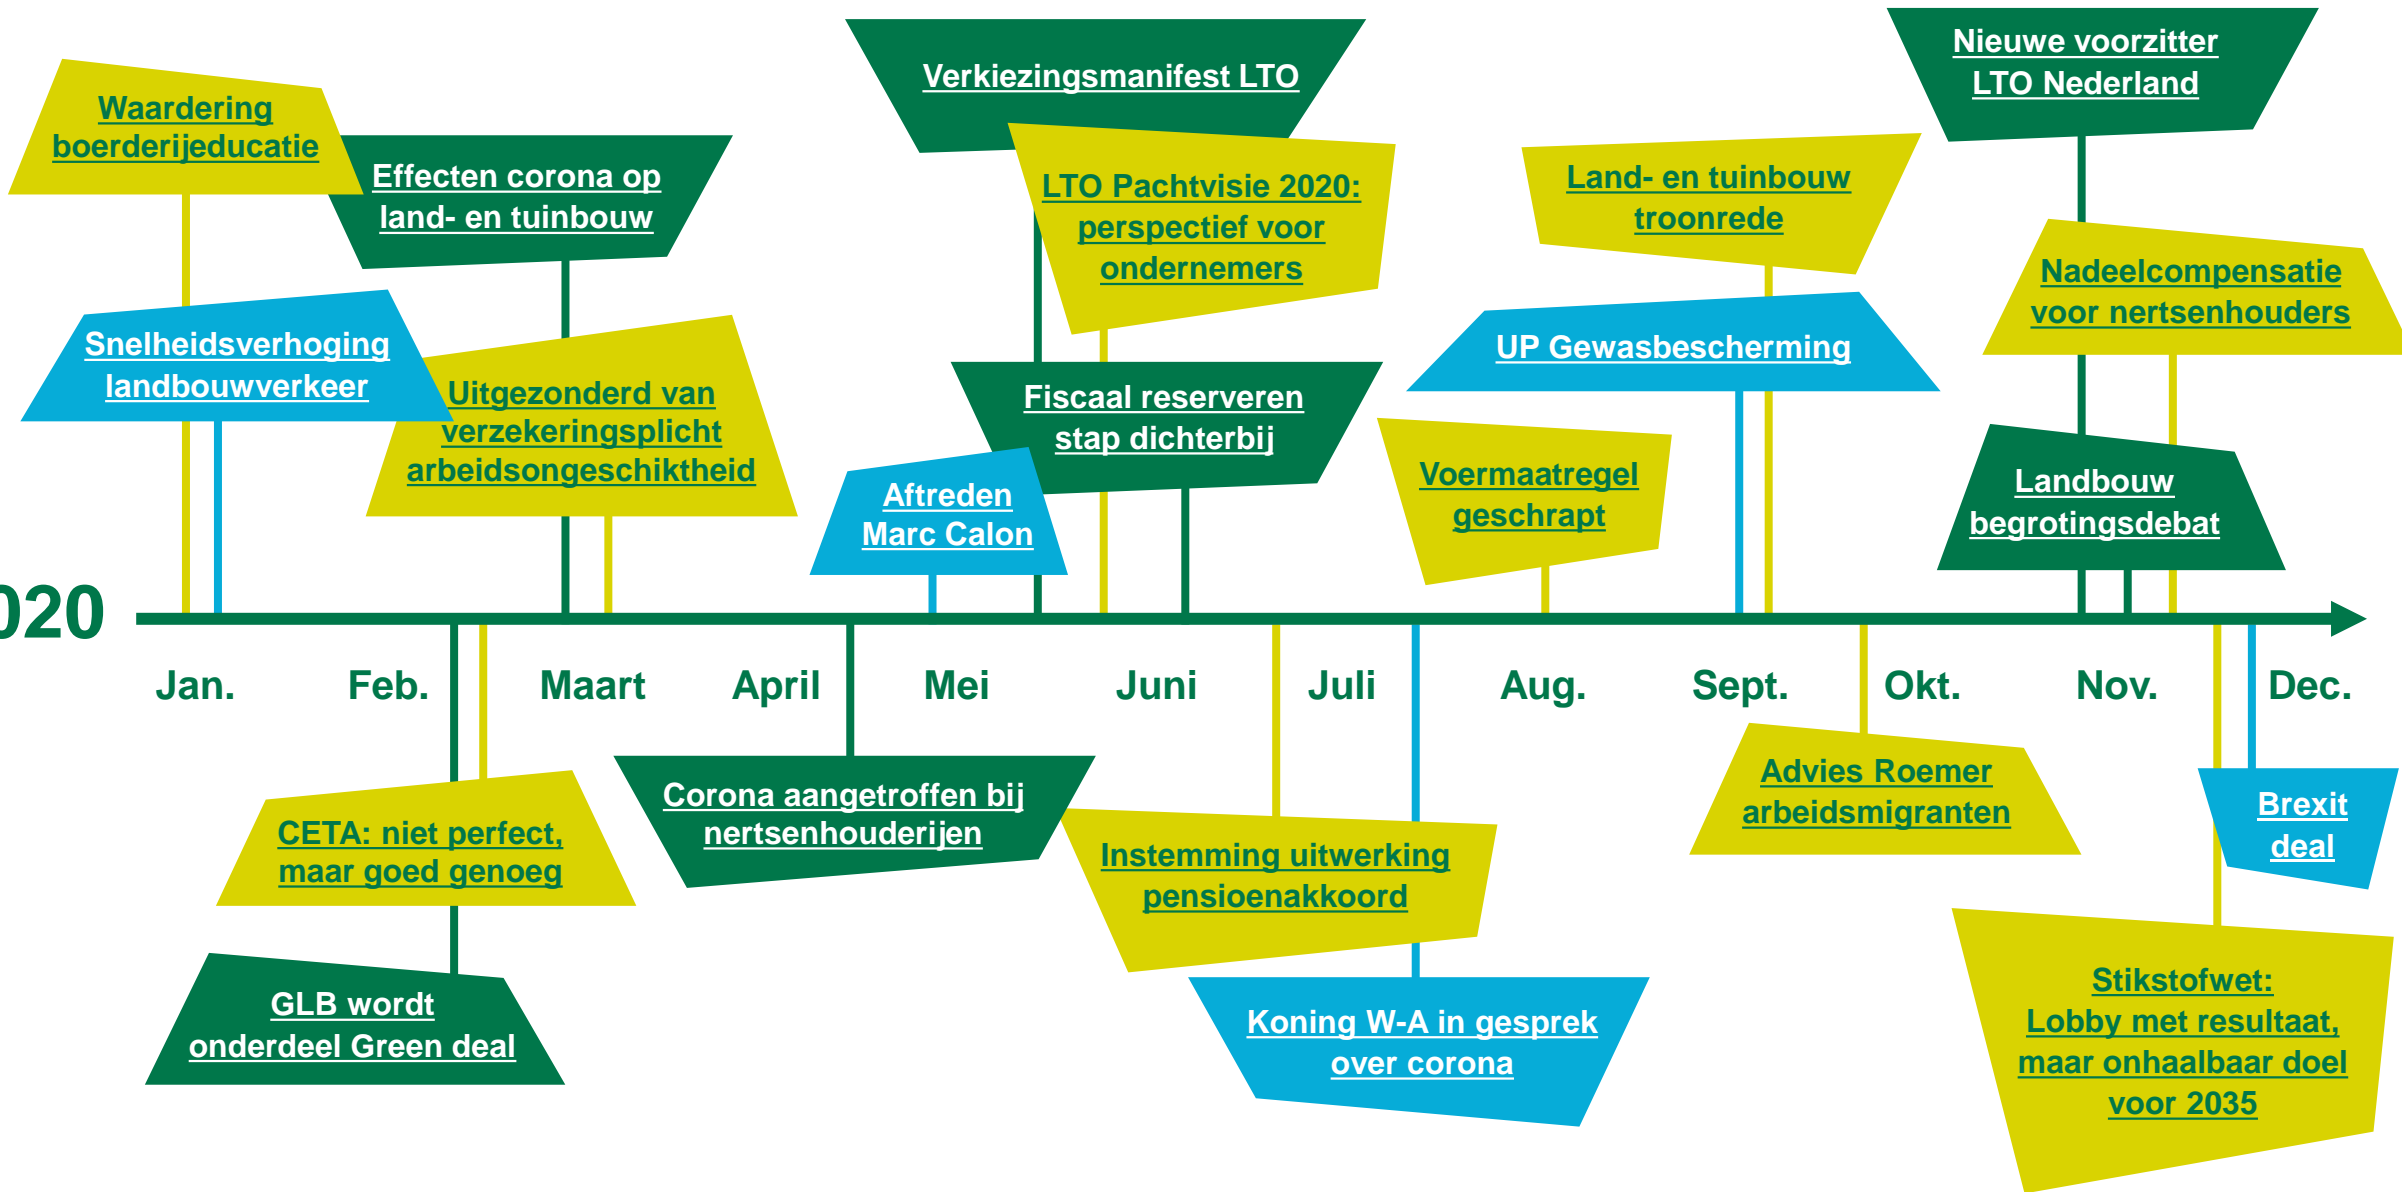 Waardering
boerderijeducatie
Effecten corona op
land- en tuinbouw
Verkiezingsmanifest LTO
LTO Pachtvisie 2020:
perspectief voor
ondernemers
Land- en tuinbouw
troonrede
Nieuwe voorzitter
LTO Nederland
Nadeelcompensatie
voor nertsenhouders
Snelheidsverhoging
landbouwverkeer
Uitgezonderd van
verzekeringsplicht
arbeidsongeschiktheid
Aftreden
Marc Calon
Fiscaal reserveren
stap dichterbij
Voermaatregel
geschrapt
UP Gewasbescherming
Landbouw
begrotingsdebat
020
Jan.
Feb.
Maart
April
Mei
Juni
Juli
Aug.
Sept.
Okt.
Nov.
Dec.
CETA: niet perfect,
maar goed genoeg
GLB wordt
onderdeel Green deal
Corona aangetroffen bij
nertsenhouderijen
Instemming uitwerking
pensioenakkoord
Koning W-A in gesprek
over corona
Advies Roemer
arbeidsmigranten
Brexit
deal
Stikstofwet:
Lobby met resultaat,
maar onhaalbaar doel
voor 2035